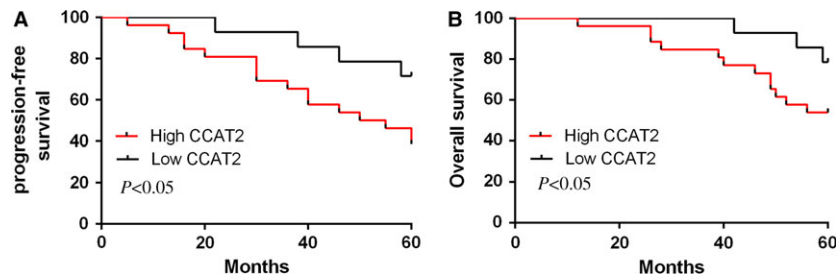 A
progression-free
survival
100
80
60
40
20
0
High CCAT2
Low CCAT2
P<0.05
0
20
40
60
Months
B
Overall survival
100
80
60
40
20
0
High CCAT2
Low CCAT2
P<0.05
0
20
40
60
Months